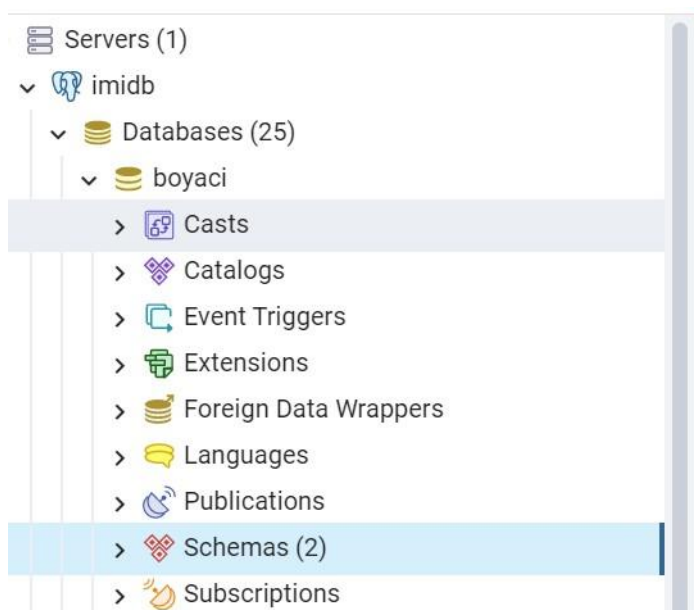 Servers (1)
imidb
Databases (25)
boyaci
Casts
Catalogs
Event Triggers
Extensions
Foreign Data Wrappers
Languages
Publications
Schemas (2)
Subscriptions